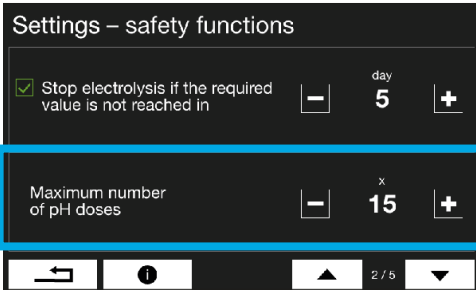 Settings – safety functions
day
Stop electrolysis if the required
value is not reached in
− 5 +
x
Maximum number
of pH doses
− 15 +
i
2/5